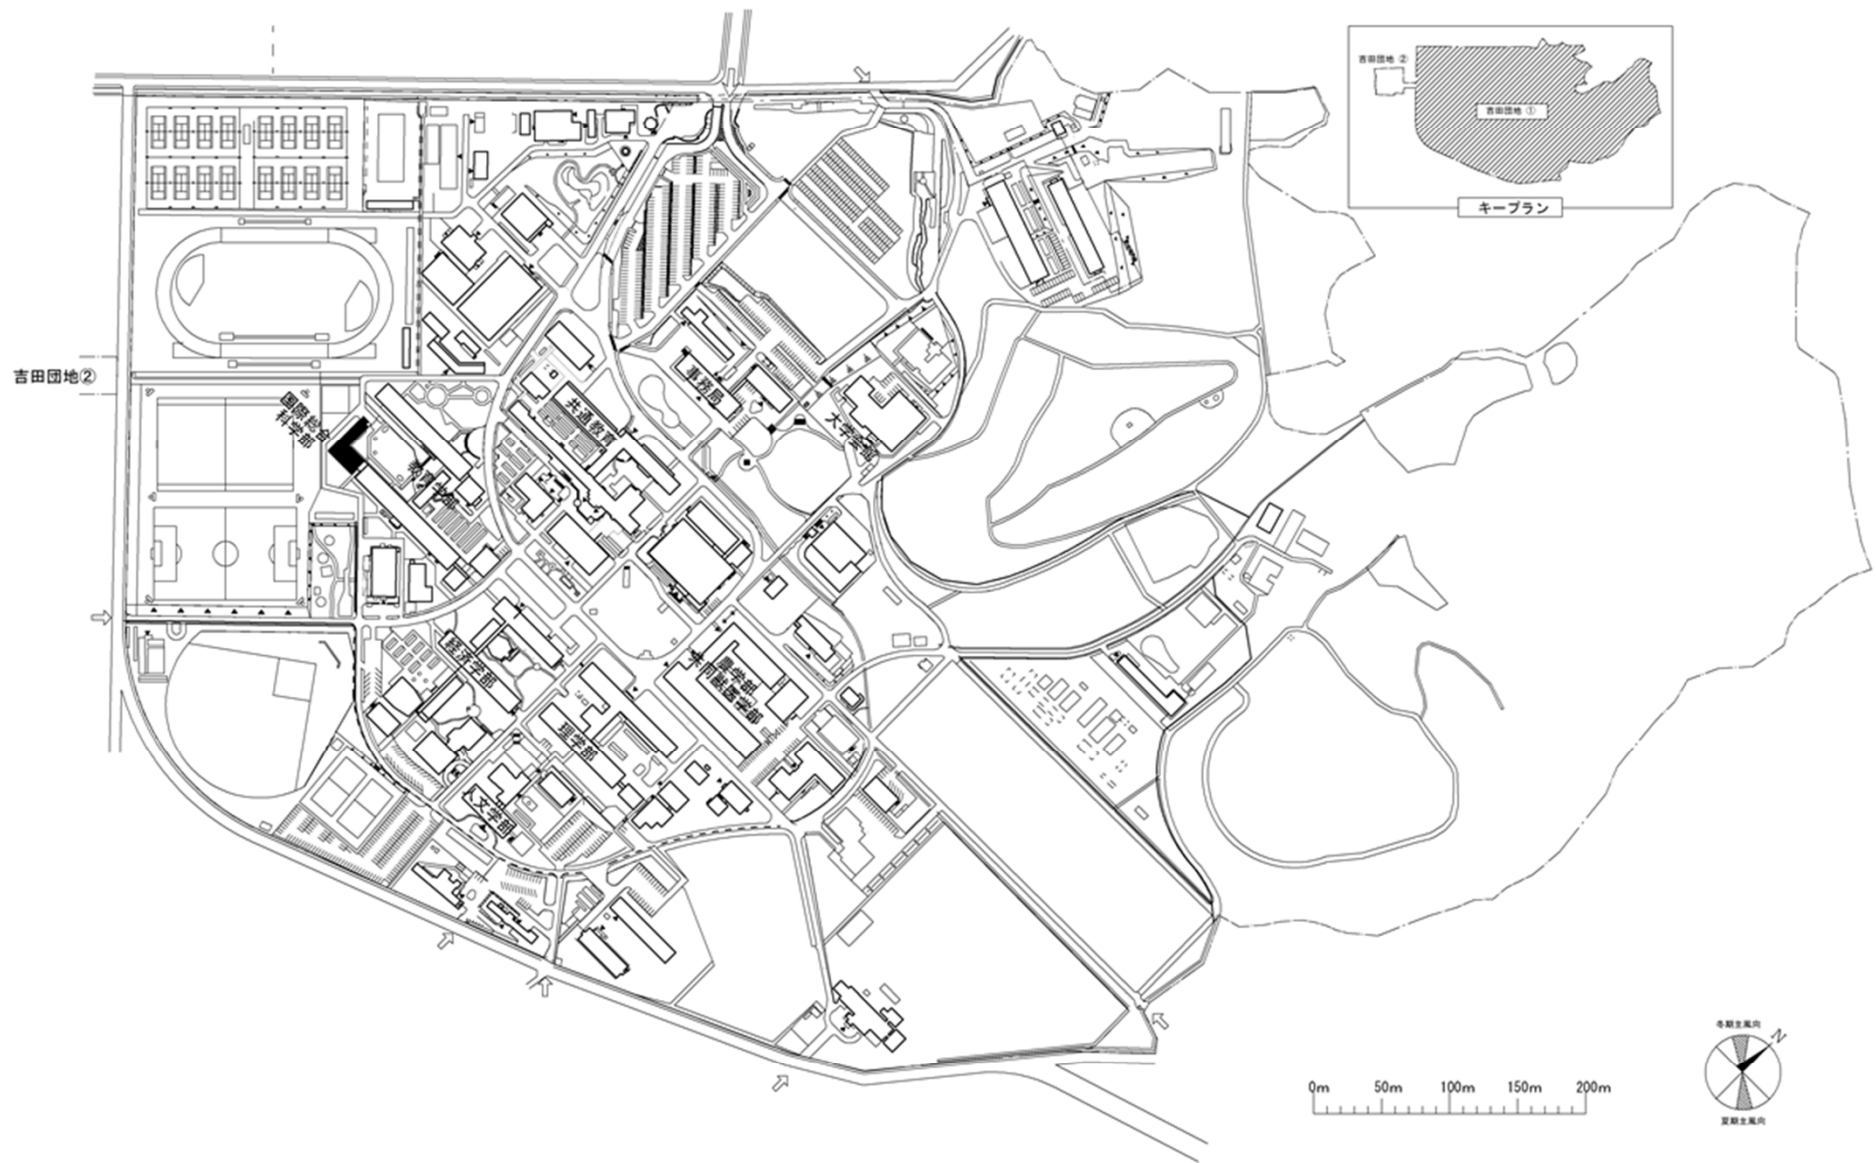 吉田団地 ②
吉田団地 ①
キープラン
吉田団地②
国際総合
科学部
教育学部
共通教育
事務局
大学会館
経済学部
農学部
共同獣医学部
理学部
人文学部
冬期主風向
N
夏期主風向
0m 50m 100m 150m 200m